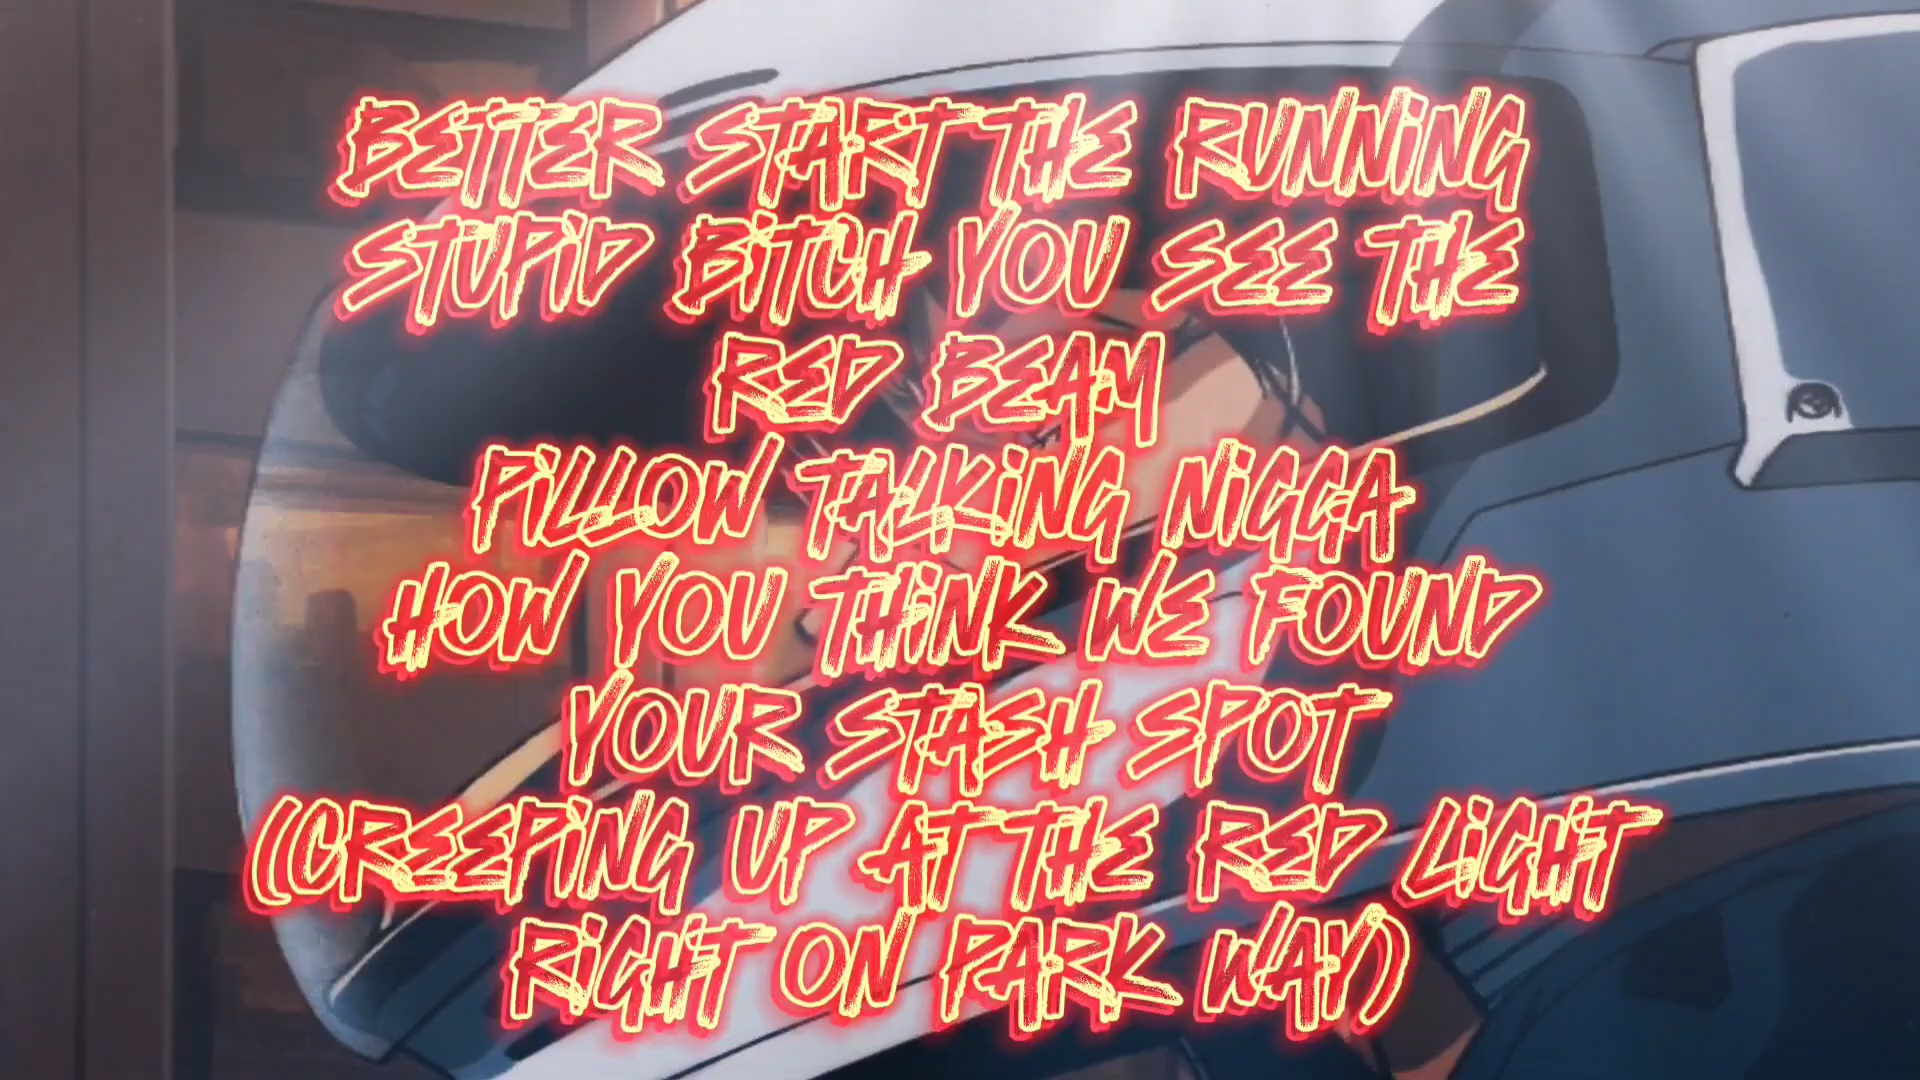 BETTER START THE RUNNING
STUPID BITCH YOU SEE THE
RED BEAM
PILLOW TALKING NIGGA
HOW YOU THINK WE FOUND
YOUR STASH SPOT
(CREEPING UP AT THE RED LIGHT
RIGHT ON PARK WAY)